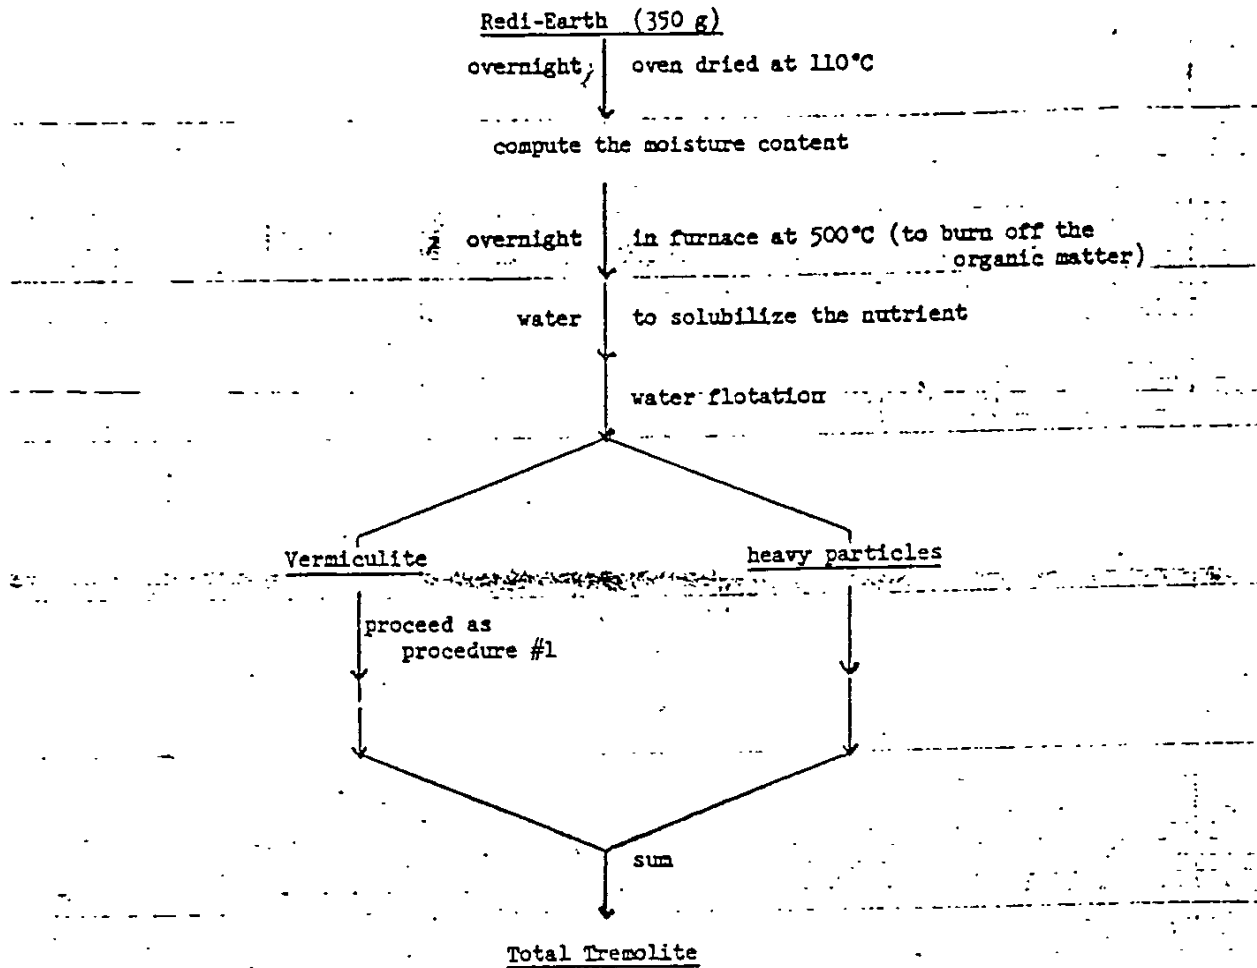 Redi-Earth (350 g)
overnight, oven dried at 110°C
compute the moisture content
overnight in furnace at 500°C (to burn off the
organic matter)
water to solubilize the nutrient
water flotation
Vermiculite heavy particles
proceed as
procedure #1
sum
Total Tremolite